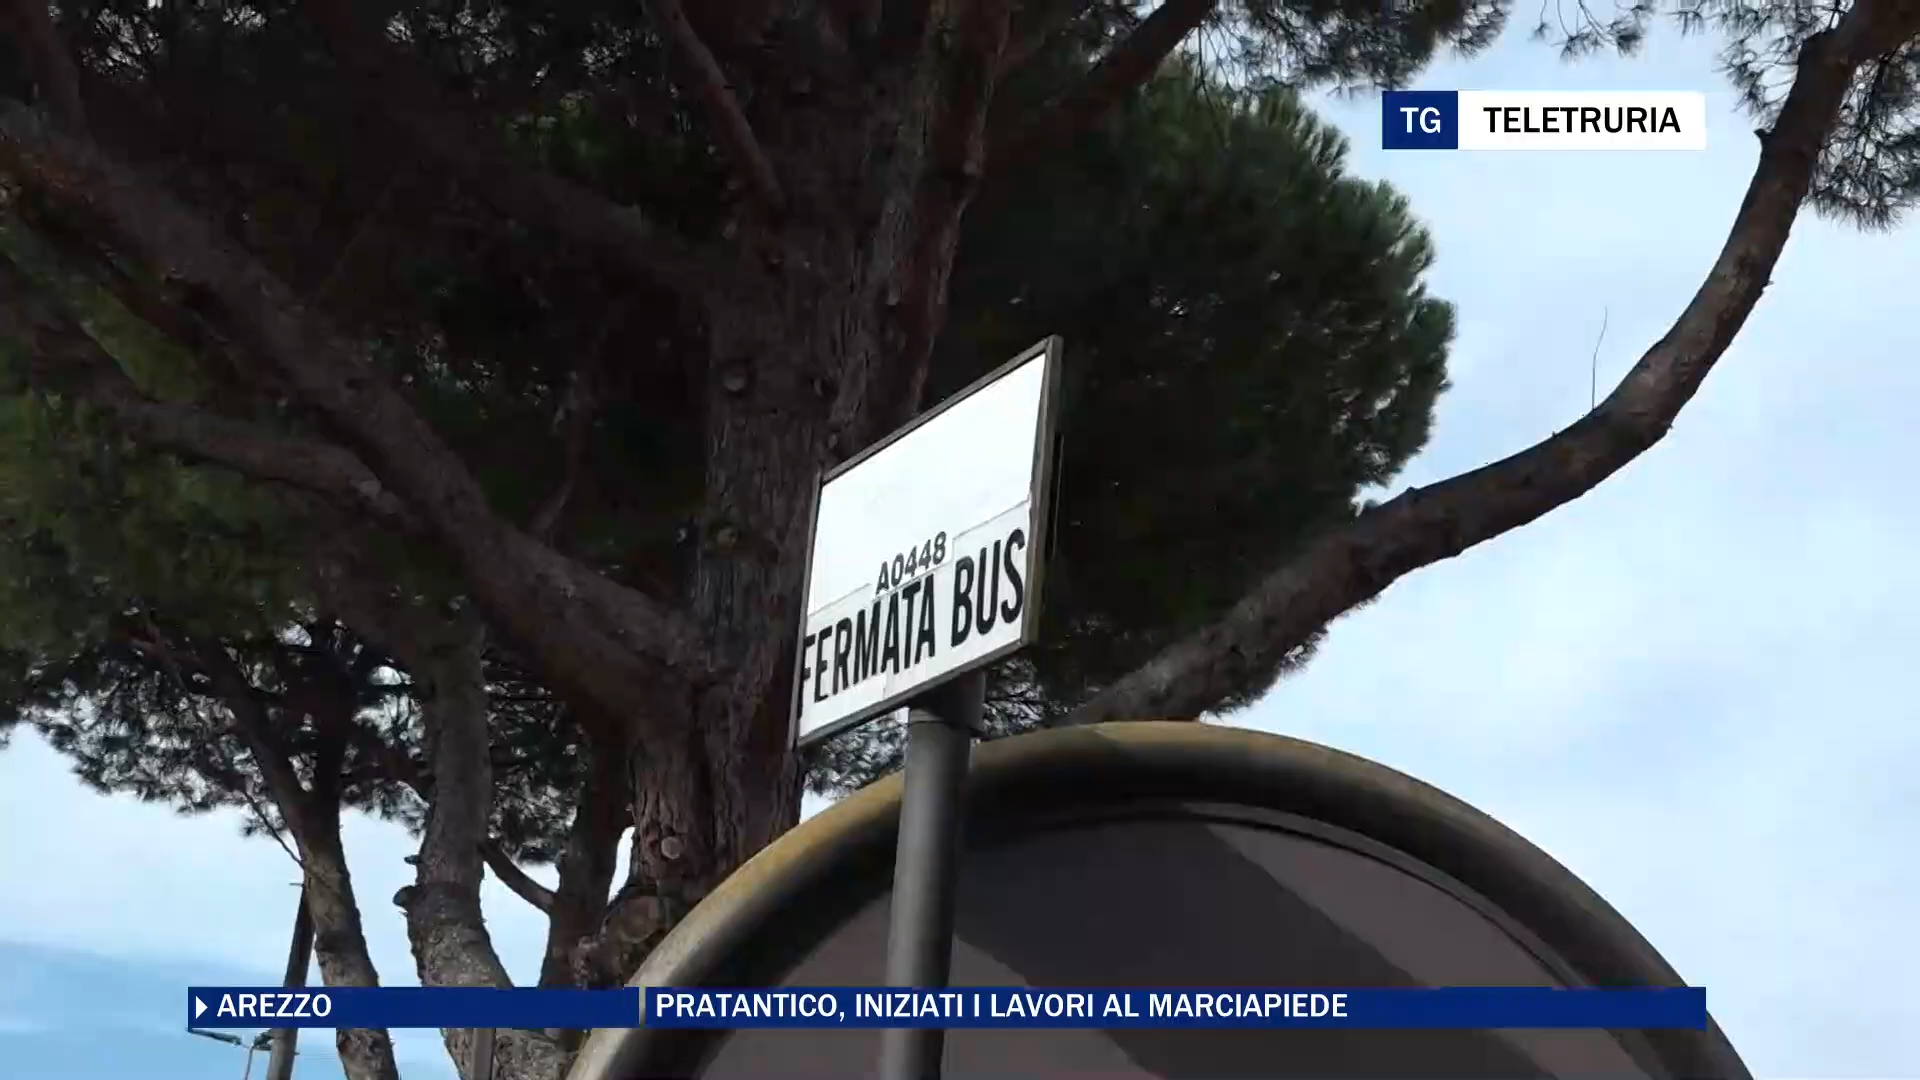 TG TELETRURIA
A0448
FERMATA BUS
AREZZO PRATANTICO, INIZIATI I LAVORI AL MARCIAPIEDE